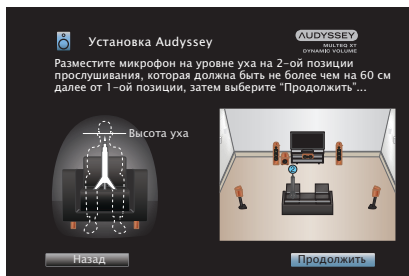 Установка Audyssey
AUDYSSEY
MULTEQ XT
DYNAMIC VOLUME
Разместите микрофон на уровне уха на 2-ой позиции
прослушивания, которая должна быть не более чем на 60 см
далее от 1-ой позиции, затем выберите “Продолжить”...
Высота уха
2
Назад
Продолжить